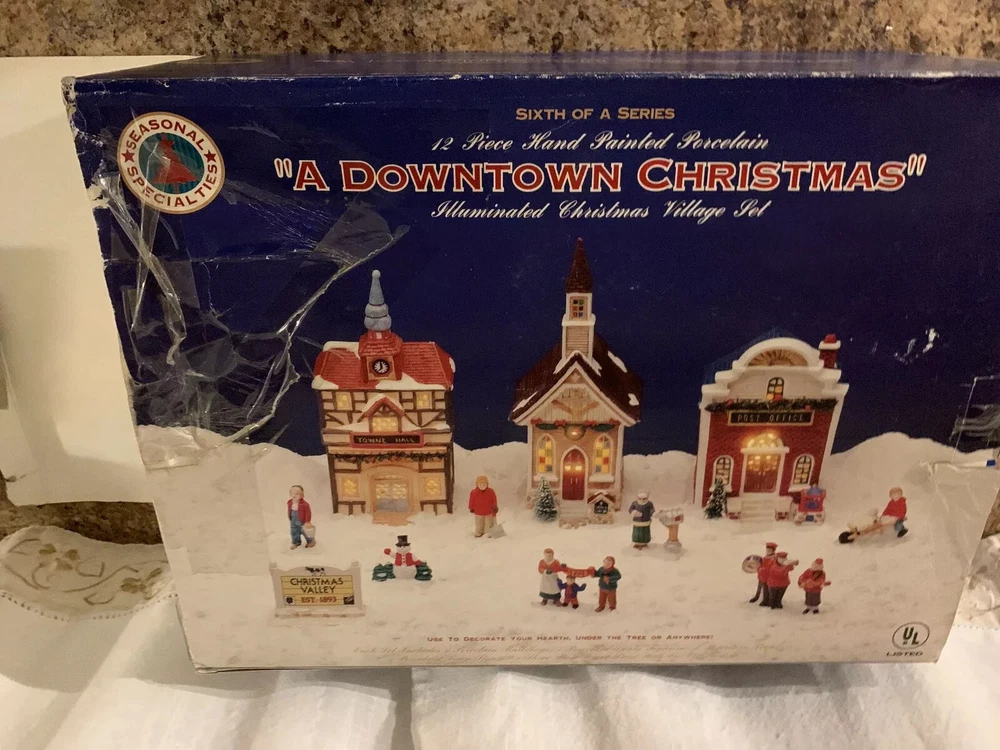 SIXTH OF A SERIES
12 Piece Hand Painted Porcelain
"A DOWNTOWN CHRISTMAS"
Illuminated Christmas Village Set
SEASONAL
SPECIALTIES
TOWNE HALL
POST OFFICE
CHRISTMAS
VALLEY
EST. 1893
USE TO DECORATE YOUR HEARTH, UNDER THE TREE OR ANYWHERE!
UL
LISTED